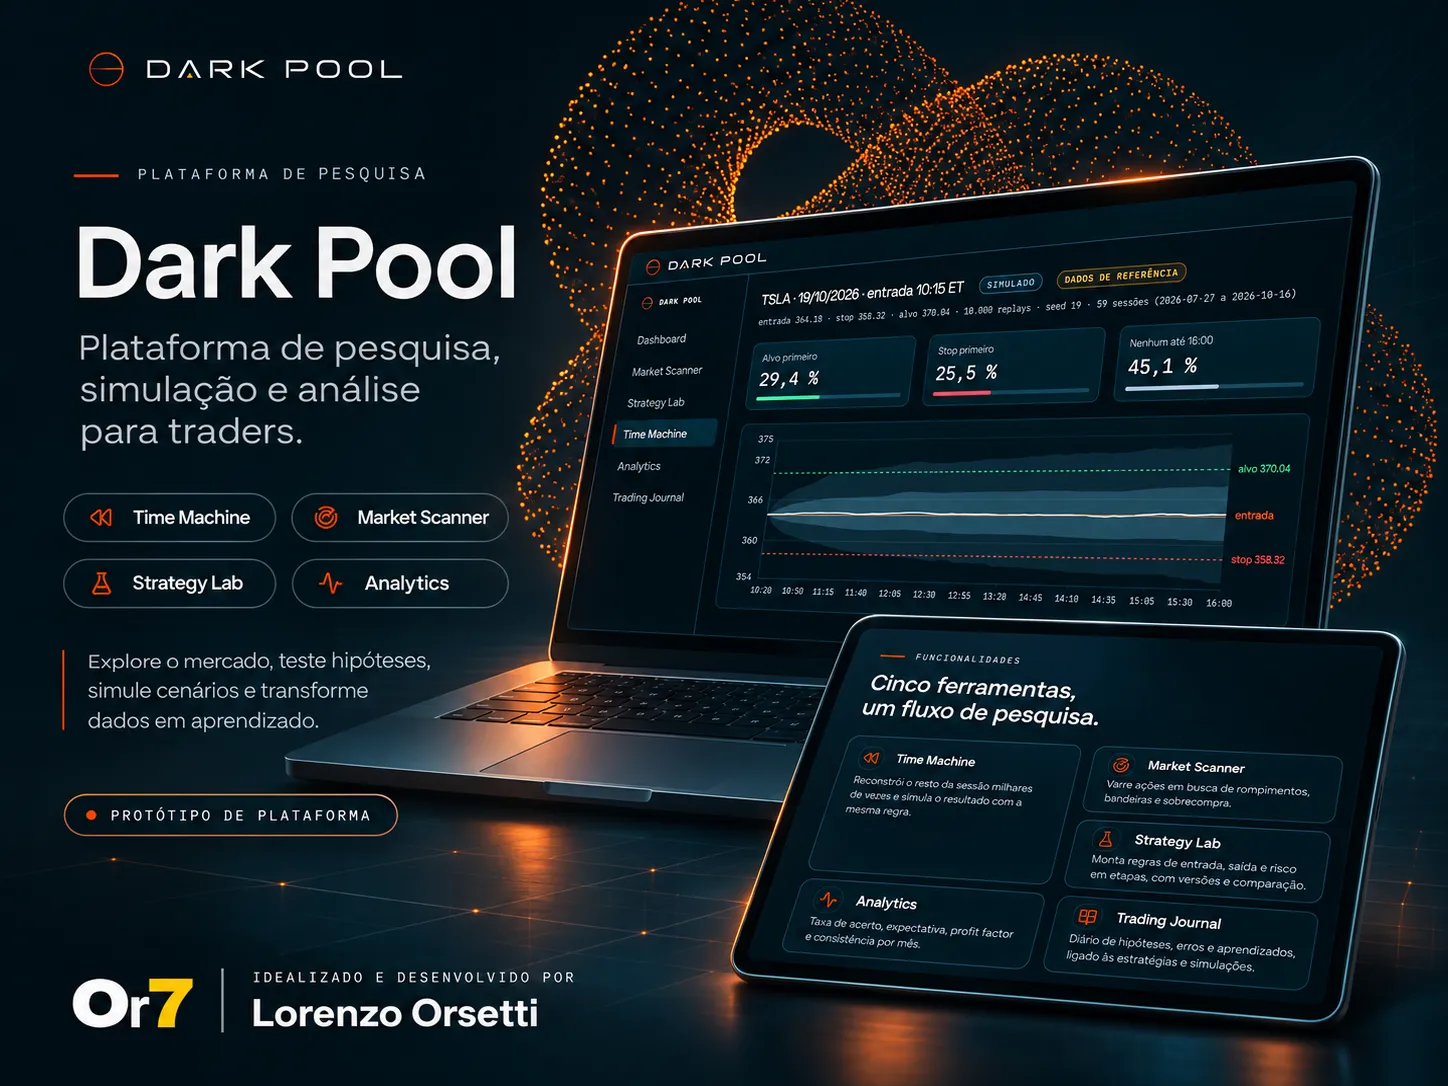 DARK POOL
PLATAFORMA DE PESQUISA
Dark Pool
Plataforma de pesquisa,
simulação e análise
para traders.
Time Machine
Market Scanner
Strategy Lab
Analytics
Explore o mercado, teste hipóteses,
simule cenários e transforme
dados em aprendizado.
PROTÓTIPO DE PLATAFORMA
Or7
IDEALIZADO E DESENVOLVIDO POR
Lorenzo Orsetti
DARK POOL
DARK POOL
Dashboard
Market Scanner
Strategy Lab
Time Machine
Analytics
Trading Journal
TSLA · 19/10/2026 · entrada 10:15 ET
SIMULADO
DADOS DE REFERÊNCIA
entrada 364.18 · stop 358.32 · alvo 370.04 · 10.000 replays · seed 19 · 59 sessões (2026-07-27 a 2026-10-16)
Alvo primeiro
29,4 %
Stop primeiro
25,5 %
Nenhum até 16:00
45,1 %
375
372
366
360
354
alvo 370.04
entrada
stop 358.32
10:20 10:50 11:15 11:40 12:05 12:30 12:55 13:20 14:45 14:10 14:35 15:05 15:30 16:00
FUNCIONALIDADES
Cinco ferramentas,
um fluxo de pesquisa.
Time Machine
Reconstrói o resto da sessão milhares
de vezes e simula o resultado com a
mesma regra.
Market Scanner
Varre ações em busca de rompimentos,
bandeiras e sobrecompra.
Strategy Lab
Monta regras de entrada, saída e risco
em etapas, com versões e comparação.
Analytics
Taxa de acerto, expectativa, profit factor
e consistência por mês.
Trading Journal
Diário de hipóteses, erros e aprendizados,
ligado às estratégias e simulações.